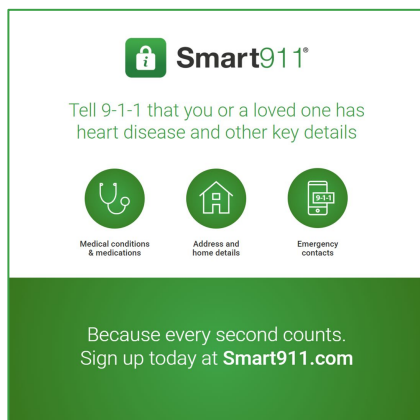 Smart911®
Tell 9-1-1 that you or a loved one has
heart disease and other key details
9-1-1
Medical conditions
& medications
Address and
home details
Emergency
contacts
Because every second counts.
Sign up today at Smart911.com